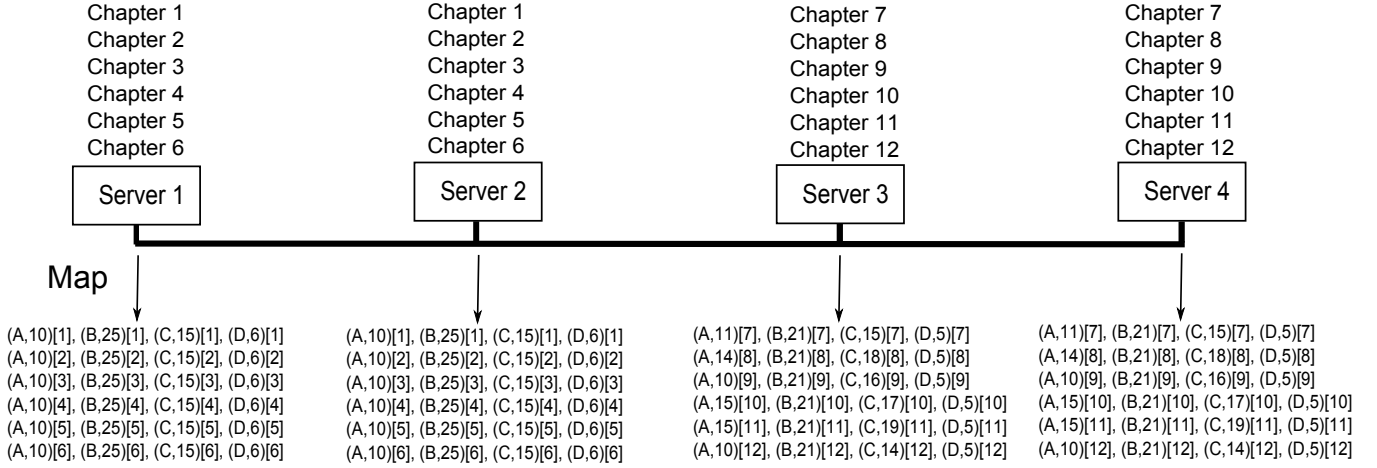 Chapter 1 Chapter 1 Chapter 7 Chapter 7
Chapter 2 Chapter 2 Chapter 8 Chapter 8
Chapter 3 Chapter 3 Chapter 9 Chapter 9
Chapter 4 Chapter 4 Chapter 10 Chapter 10
Chapter 5 Chapter 5 Chapter 11 Chapter 11
Chapter 6 Chapter 6 Chapter 12 Chapter 12
Server 1 Server 2 Server 3 Server 4
Map
(A,10)[1], (B,25)[1], (C,15)[1], (D,6)[1] (A,10)[1], (B,25)[1], (C,15)[1], (D,6)[1] (A,11)[7], (B,21)[7], (C,15)[7], (D,5)[7] (A,11)[7], (B,21)[7], (C,15)[7], (D,5)[7]
(A,10)[2], (B,25)[2], (C,15)[2], (D,6)[2] (A,10)[2], (B,25)[2], (C,15)[2], (D,6)[2] (A,14)[8], (B,21)[8], (C,18)[8], (D,5)[8] (A,14)[8], (B,21)[8], (C,18)[8], (D,5)[8]
(A,10)[3], (B,25)[3], (C,15)[3], (D,6)[3] (A,10)[3], (B,25)[3], (C,15)[3], (D,6)[3] (A,10)[9], (B,21)[9], (C,16)[9], (D,5)[9] (A,10)[9], (B,21)[9], (C,16)[9], (D,5)[9]
(A,10)[4], (B,25)[4], (C,15)[4], (D,6)[4] (A,10)[4], (B,25)[4], (C,15)[4], (D,6)[4] (A,15)[10], (B,21)[10], (C,17)[10], (D,5)[10] (A,15)[10], (B,21)[10], (C,17)[10], (D,5)[10]
(A,10)[5], (B,25)[5], (C,15)[5], (D,6)[5] (A,10)[5], (B,25)[5], (C,15)[5], (D,6)[5] (A,15)[11], (B,21)[11], (C,19)[11], (D,5)[11] (A,15)[11], (B,21)[11], (C,19)[11], (D,5)[11]
(A,10)[6], (B,25)[6], (C,15)[6], (D,6)[6] (A,10)[6], (B,25)[6], (C,15)[6], (D,6)[6] (A,10)[12], (B,21)[12], (C,14)[12], (D,5)[12] (A,10)[12], (B,21)[12], (C,14)[12], (D,5)[12]